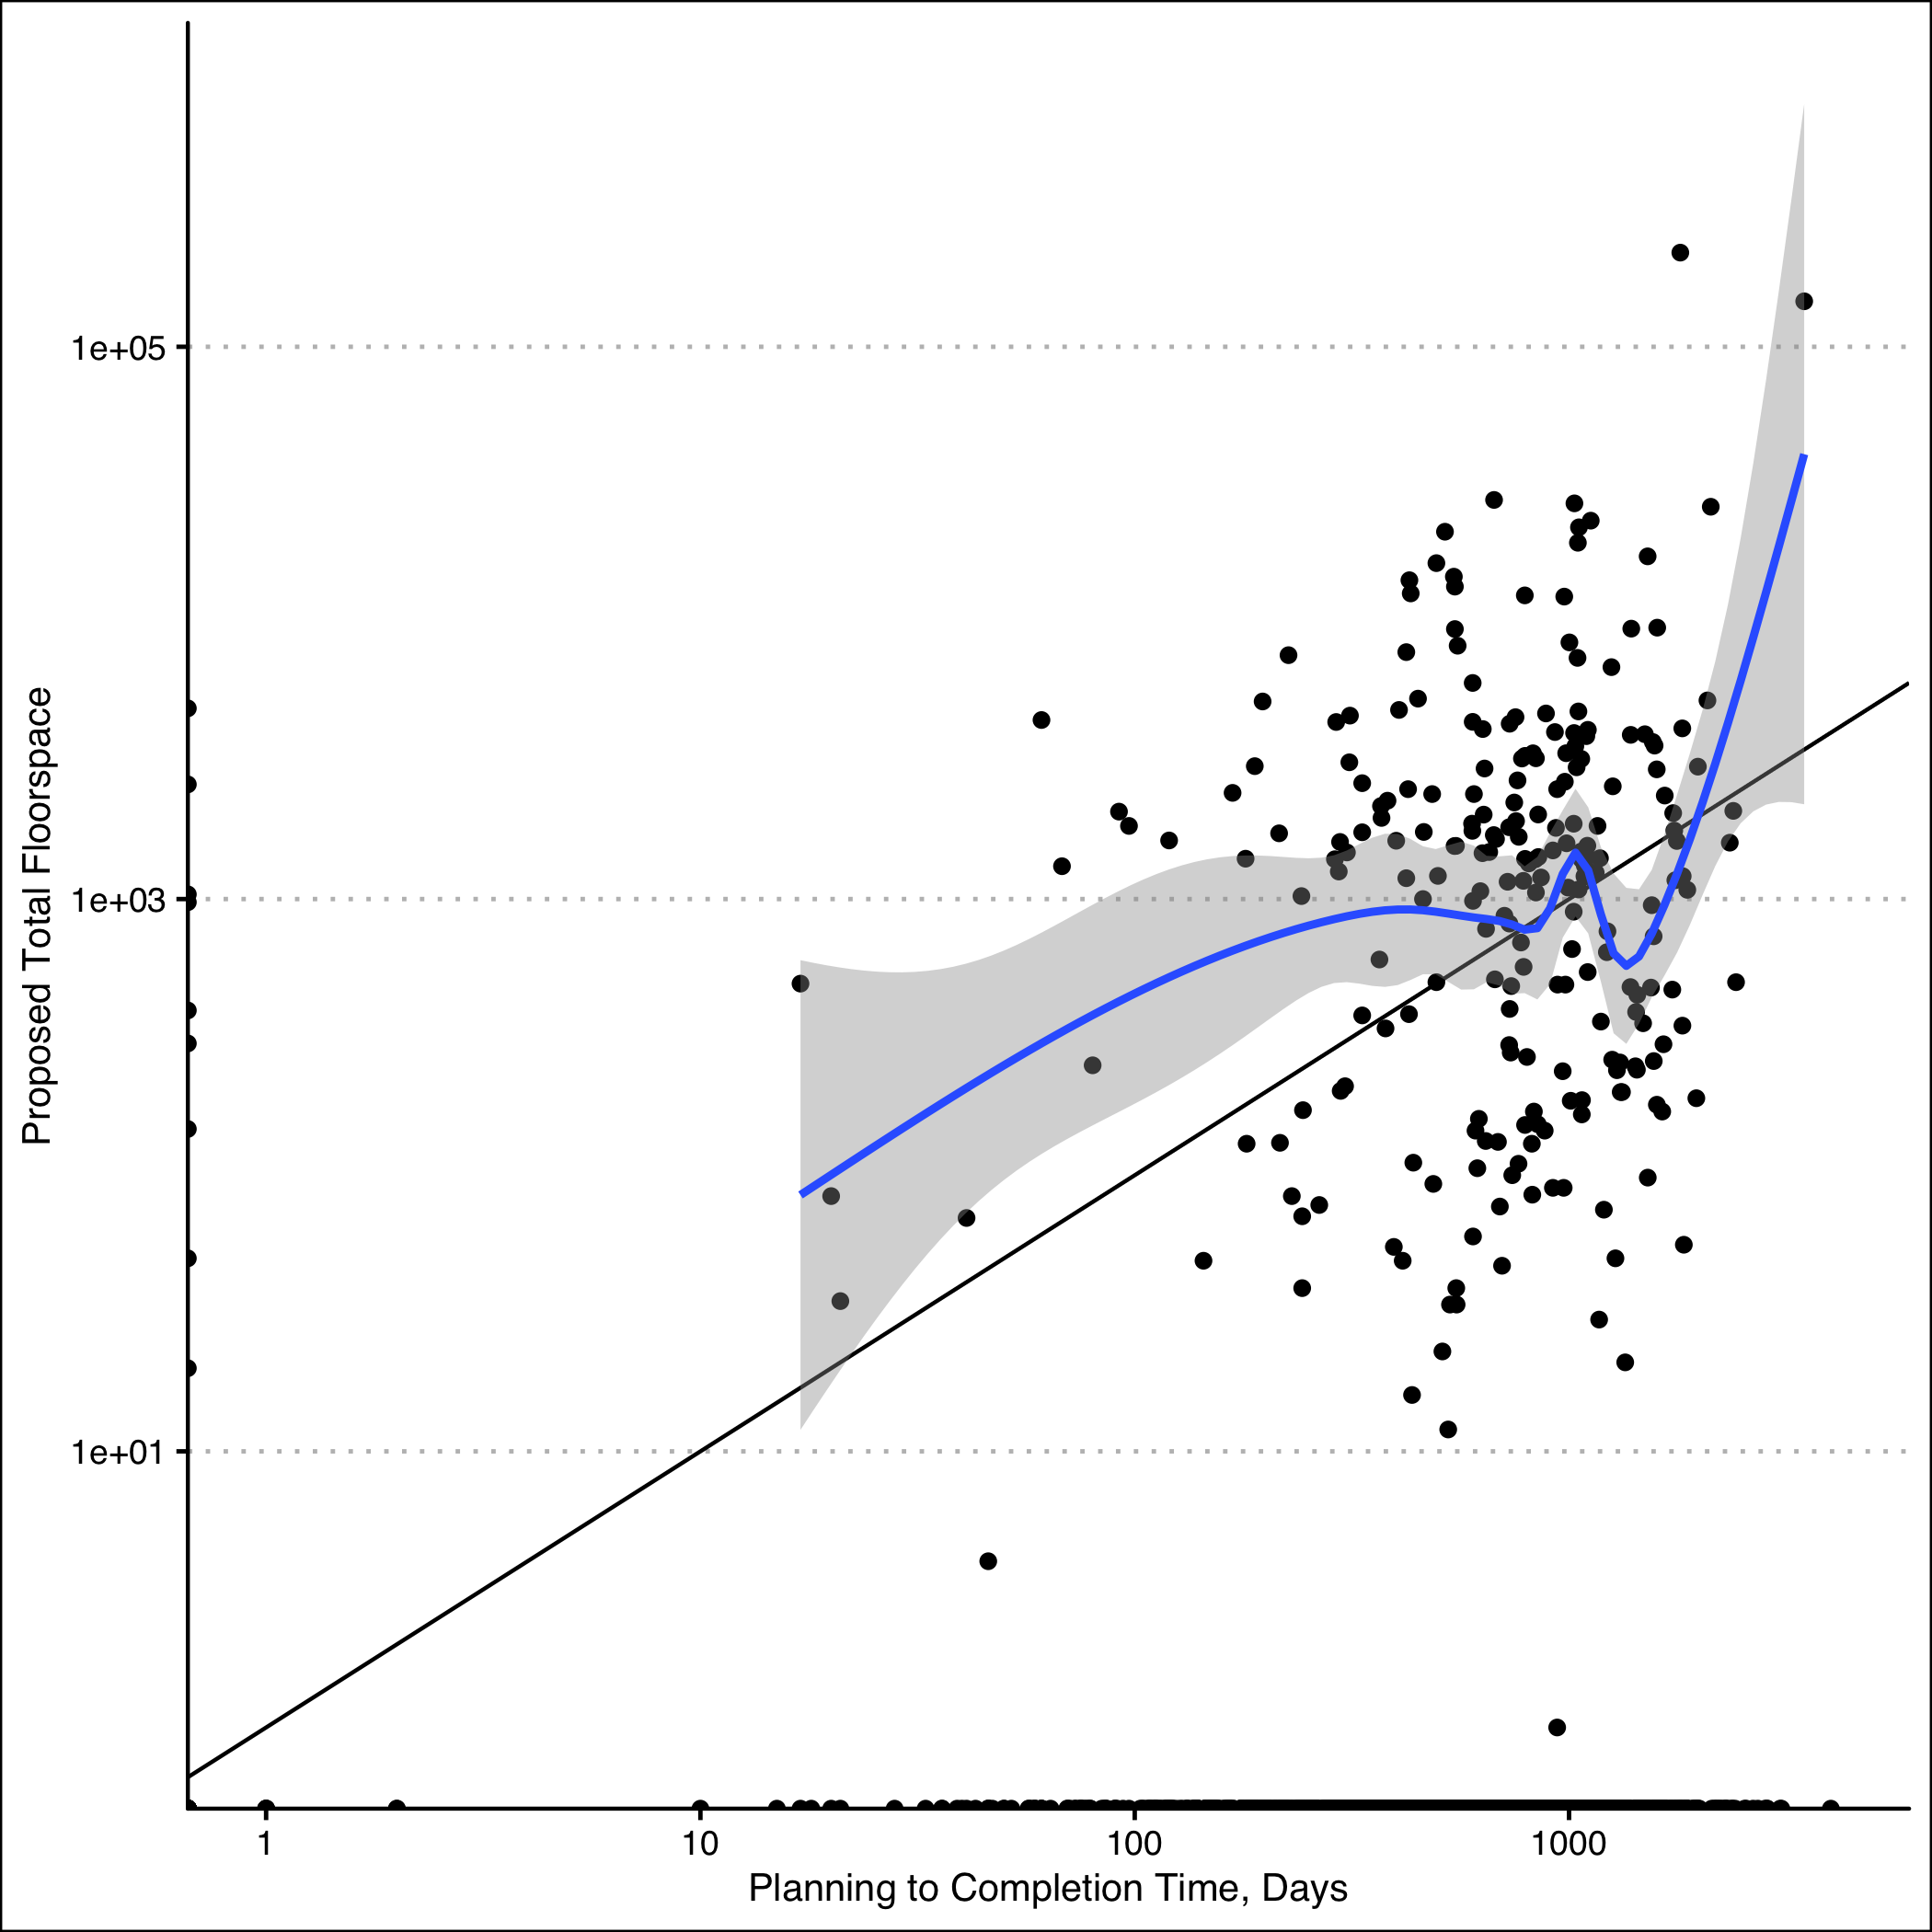 Proposed Total Floorspace
1e+05
1e+03
1e+01
1 10 100 1000
Planning to Completion Time, Days